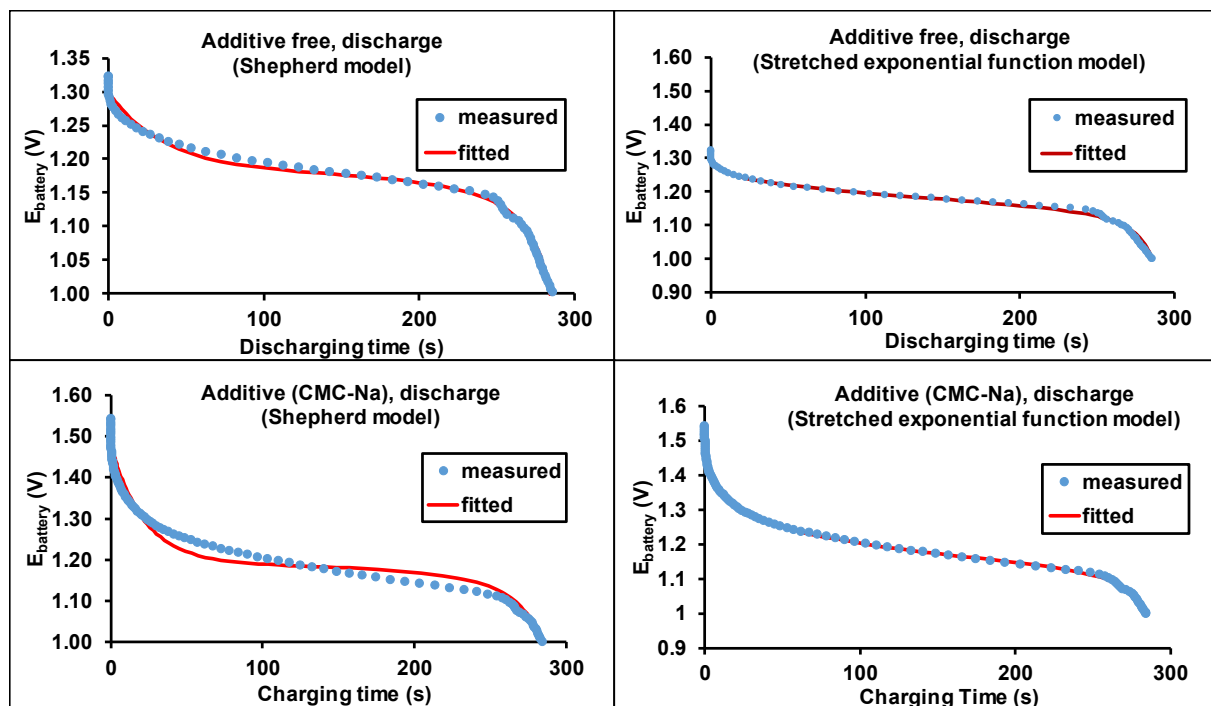 Additive free, discharge
(Shepherd model)
1.35
1.30
1.25
1.20
1.15
1.10
1.05
1.00
E_battery (V)
measured
fitted
0
100
200
300
Discharging time (s)
Additive free, discharge
(Stretched exponential function model)
1.60
1.50
1.40
1.30
1.20
1.10
1.00
0.90
E_battery (V)
measured
fitted
0
100
200
300
Discharging time (s)
Additive (CMC-Na), discharge
(Shepherd model)
1.60
1.50
1.40
1.30
1.20
1.10
1.00
E_battery (V)
measured
fitted
0
100
200
300
Charging time (s)
Additive (CMC-Na), discharge
(Stretched exponential function model)
1.6
1.5
1.4
1.3
1.2
1.1
1
0.9
E_battery (V)
measured
fitted
0
100
200
300
Charging Time (s)